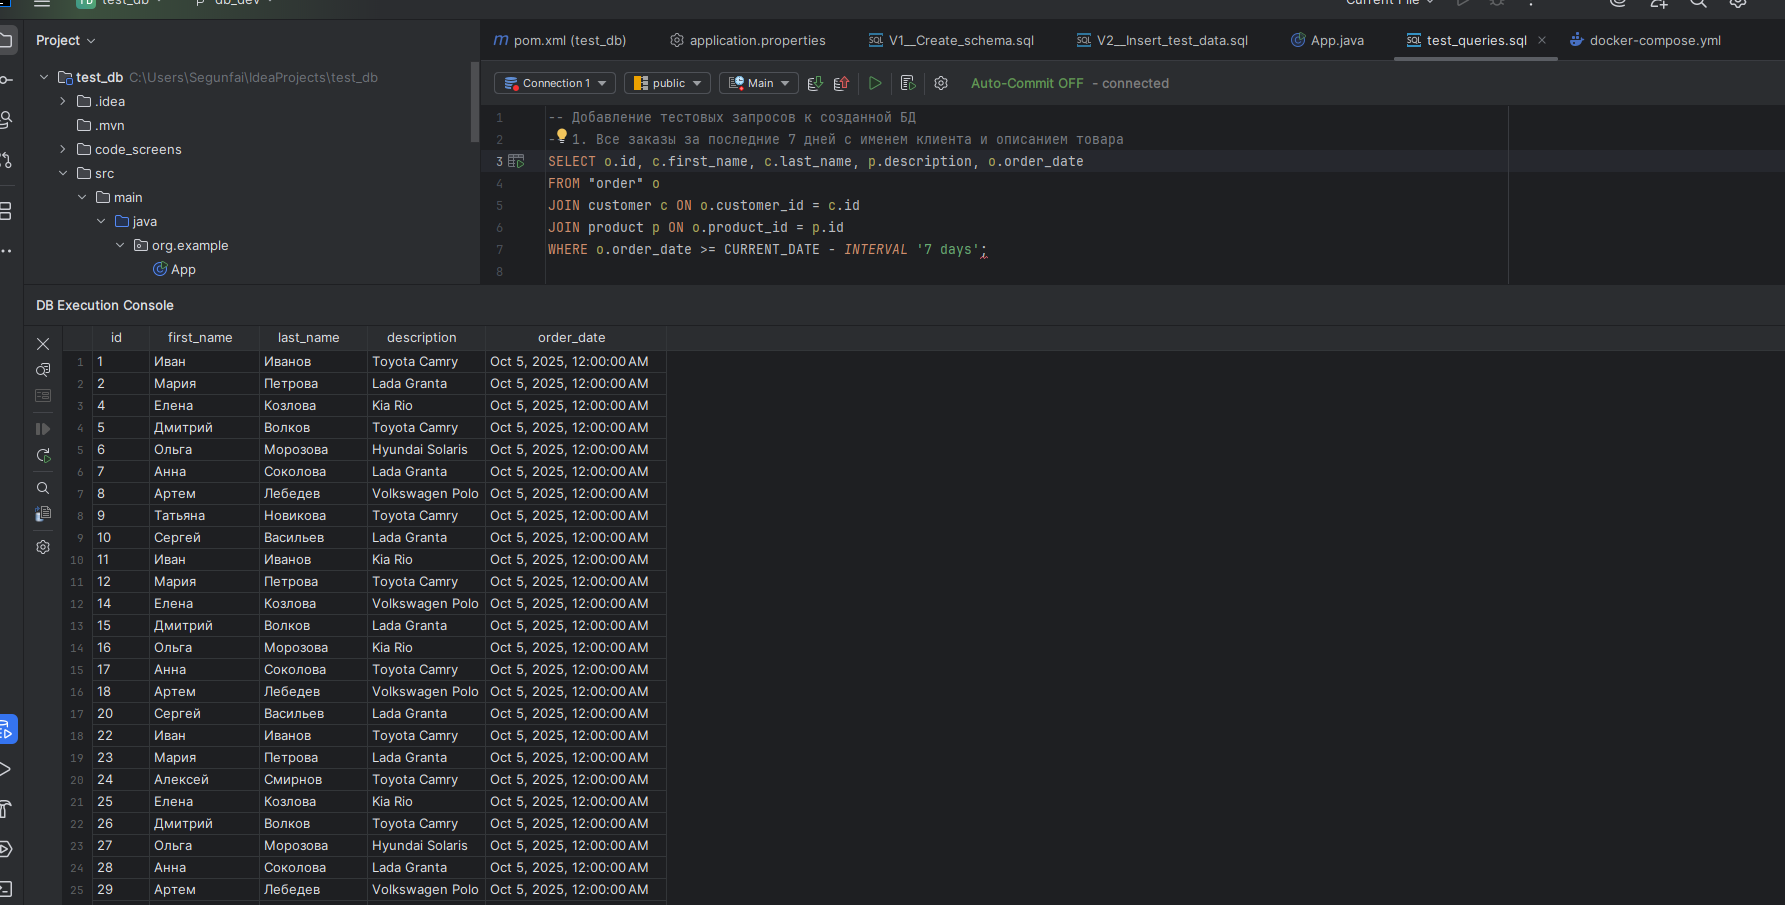 test_db
db_dev
Current File
Project
pom.xml (test_db)
application.properties
V1__Create_schema.sql
V2__Insert_test_data.sql
App.java
test_queries.sql
docker-compose.yml
test_db C:\Users\Segunfai\IdeaProjects\test_db
.idea
.mvn
code_screens
src
main
java
org.example
App
Connection 1
public
Main
Auto-Commit OFF - connected
1 -- Добавление тестовых запросов к созданной БД
2 - 1. Все заказы за последние 7 дней с именем клиента и описанием товара
3 SELECT o.id, c.first_name, c.last_name, p.description, o.order_date
4 FROM "order" o
5 JOIN customer c ON o.customer_id = c.id
6 JOIN product p ON o.product_id = p.id
7 WHERE o.order_date >= CURRENT_DATE - INTERVAL '7 days';
8
DB Execution Console
id first_name last_name description order_date
1 1 Иван Иванов Toyota Camry Oct 5, 2025, 12:00:00 AM
2 2 Мария Петрова Lada Granta Oct 5, 2025, 12:00:00 AM
3 4 Елена Козлова Kia Rio Oct 5, 2025, 12:00:00 AM
4 5 Дмитрий Волков Toyota Camry Oct 5, 2025, 12:00:00 AM
5 6 Ольга Морозова Hyundai Solaris Oct 5, 2025, 12:00:00 AM
6 7 Анна Соколова Lada Granta Oct 5, 2025, 12:00:00 AM
7 8 Артем Лебедев Volkswagen Polo Oct 5, 2025, 12:00:00 AM
8 9 Татьяна Новикова Toyota Camry Oct 5, 2025, 12:00:00 AM
9 10 Сергей Васильев Lada Granta Oct 5, 2025, 12:00:00 AM
10 11 Иван Иванов Kia Rio Oct 5, 2025, 12:00:00 AM
11 12 Мария Петрова Toyota Camry Oct 5, 2025, 12:00:00 AM
12 14 Елена Козлова Volkswagen Polo Oct 5, 2025, 12:00:00 AM
13 15 Дмитрий Волков Lada Granta Oct 5, 2025, 12:00:00 AM
14 16 Ольга Морозова Kia Rio Oct 5, 2025, 12:00:00 AM
15 17 Анна Соколова Toyota Camry Oct 5, 2025, 12:00:00 AM
16 18 Артем Лебедев Volkswagen Polo Oct 5, 2025, 12:00:00 AM
17 20 Сергей Васильев Lada Granta Oct 5, 2025, 12:00:00 AM
18 22 Иван Иванов Toyota Camry Oct 5, 2025, 12:00:00 AM
19 23 Мария Петрова Lada Granta Oct 5, 2025, 12:00:00 AM
20 24 Алексей Смирнов Toyota Camry Oct 5, 2025, 12:00:00 AM
21 25 Елена Козлова Kia Rio Oct 5, 2025, 12:00:00 AM
22 26 Дмитрий Волков Toyota Camry Oct 5, 2025, 12:00:00 AM
23 27 Ольга Морозова Hyundai Solaris Oct 5, 2025, 12:00:00 AM
24 28 Анна Соколова Lada Granta Oct 5, 2025, 12:00:00 AM
25 29 Артем Лебедев Volkswagen Polo Oct 5, 2025, 12:00:00 AM